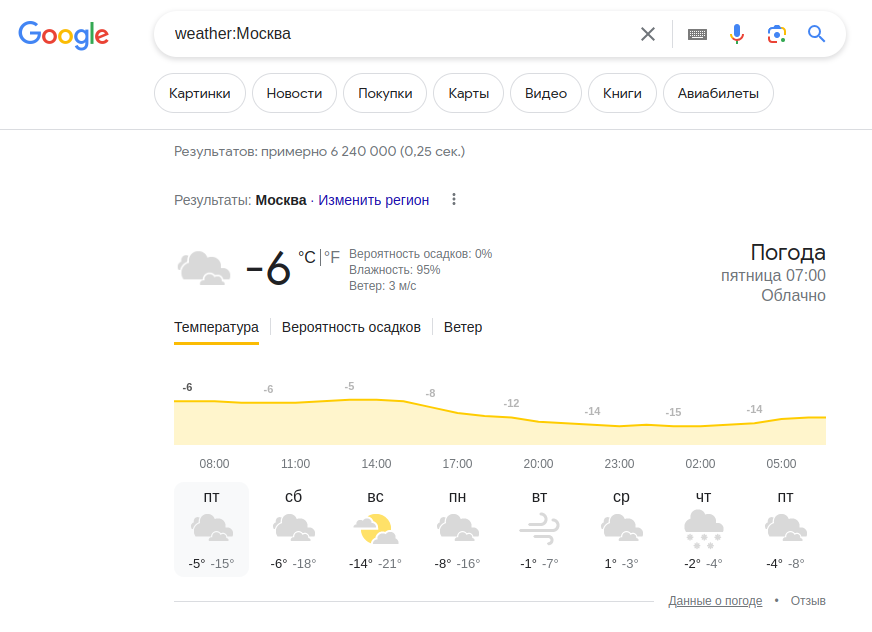 Google
weather:Москва
Картинки Новости Покупки Карты Видео Книги Авиабилеты
Результатов: примерно 6 240 000 (0,25 сек.)
Результаты: Москва · Изменить регион
-6 °C | °F
Вероятность осадков: 0%
Влажность: 95%
Ветер: 3 м/с
Погода
пятница 07:00
Облачно
Температура Вероятность осадков Ветер
-6 -6 -5 -8 -12 -14 -15 -14
08:00 11:00 14:00 17:00 20:00 23:00 02:00 05:00
пт сб вс пн вт ср чт пт
-5° -15° -6° -18° -14° -21° -8° -16° -1° -7° 1° -3° -2° -4° -4° -8°
Данные о погоде • Отзыв